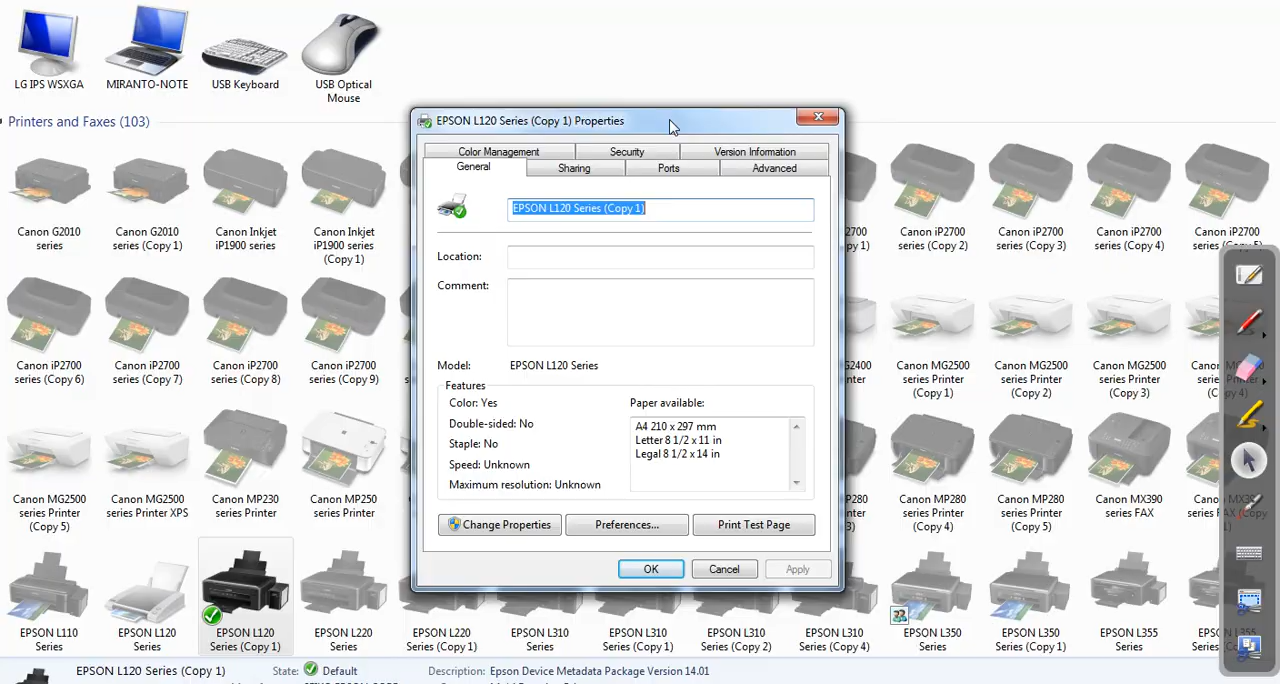 LG IPS WSXGA
MIRANTO-NOTE
USB Keyboard
USB Optical
Mouse
Printers and Faxes (103)
Canon G2010
series
Canon G2010
series (Copy 1)
Canon Inkjet
iP1900 series
Canon Inkjet
iP1900 series
(Copy 1)
EPSON L120 Series (Copy 1) Properties
Color Management
Security
Version Information
General
Sharing
Ports
Advanced
EPSON L120 Series (Copy 1)
Location:
Comment:
Model:
EPSON L120 Series
Features
Color: Yes
Double-sided: No
Staple: No
Speed: Unknown
Maximum resolution: Unknown
Paper available:
A4 210 x 297 mm
Letter 8 1/2 x 11 in
Legal 8 1/2 x 14 in
Change Properties
Preferences...
Print Test Page
OK
Cancel
Apply
2700
py 1)
Canon iP2700
series (Copy 2)
Canon iP2700
series (Copy 3)
Canon iP2700
series (Copy 4)
Canon iP2700
series (Copy 5)
Canon iP2700
series (Copy 6)
Canon iP2700
series (Copy 7)
Canon iP2700
series (Copy 8)
Canon iP2700
series (Copy 9)
G2400
rinter
Canon MG2500
series Printer
(Copy 1)
Canon MG2500
series Printer
(Copy 2)
Canon MG2500
series Printer
(Copy 3)
Canon MG2500
series Printer
(Copy 5)
Canon MG2500
series Printer XPS
Canon MP230
series Printer
Canon MP250
series Printer
P280
rinter
Canon MP280
series Printer
(Copy 4)
Canon MP280
series Printer
(Copy 5)
Canon MX390
series FAX
EPSON L110
Series
EPSON L120
Series
EPSON L120
Series (Copy 1)
EPSON L220
Series
EPSON L220
Series (Copy 1)
EPSON L310
Series
EPSON L310
Series (Copy 1)
EPSON L310
Series (Copy 2)
EPSON L310
Series (Copy 4)
EPSON L350
Series
EPSON L350
Series (Copy 1)
EPSON L355
Series
EPSON L120 Series (Copy 1)
State:
Default
Description:
Epson Device Metadata Package Version 14.01